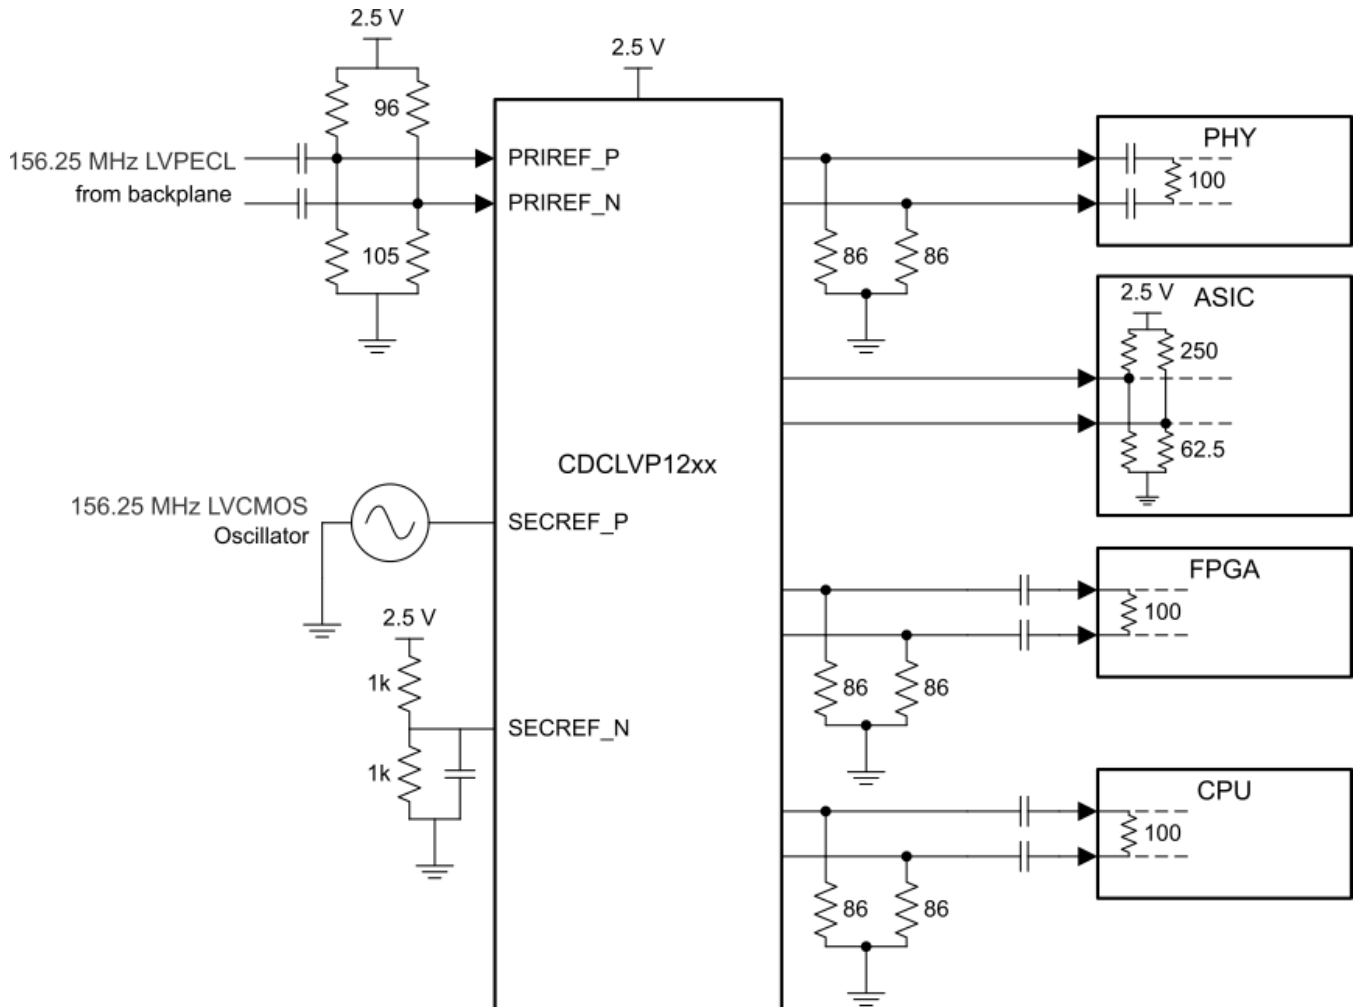 2.5 V
96
156.25 MHz LVPECL
from backplane
105
2.5 V
PRIREF_P
PRIREF_N
CDCLVP12xx
156.25 MHz LVCMOS
Oscillator
SECREF_P
2.5 V
1k
SECREF_N
1k
86
86
PHY
100
2.5 V
ASIC
250
62.5
FPGA
100
86
86
CPU
100
86
86